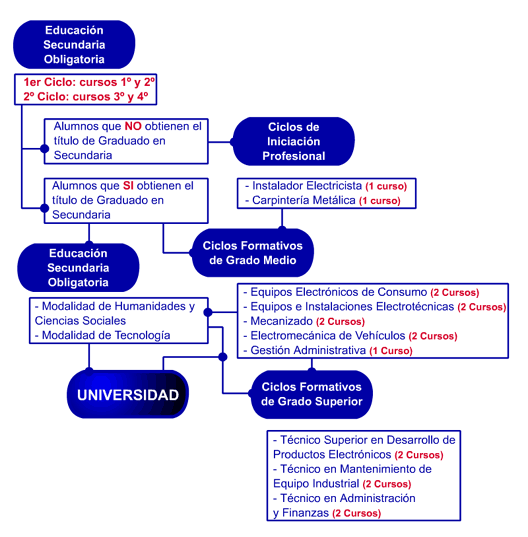 Educación
Secundaria
Obligatoria
1er Ciclo: cursos 1º y 2º
2º Ciclo: cursos 3º y 4º
Alumnos que NO obtienen el
título de Graduado en
Secundaria
Ciclos de
Iniciación
Profesional
Alumnos que SI obtienen el
título de Graduado en
Secundaria
- Instalador Electricista (1 curso)
- Carpintería Metálica (1 curso)
Educación
Secundaria
Obligatoria
Ciclos Formativos
de Grado Medio
- Modalidad de Humanidades y
Ciencias Sociales
- Modalidad de Tecnología
- Equipos Electrónicos de Consumo (2 Cursos)
- Equipos e Instalaciones Electrotécnicas (2 Cursos)
- Mecanizado (2 Cursos)
- Electromecánica de Vehículos (2 Cursos)
- Gestión Administrativa (1 Curso)
UNIVERSIDAD
Ciclos Formativos
de Grado Superior
- Técnico Superior en Desarrollo de
Productos Electrónicos (2 Cursos)
- Técnico en Mantenimiento de
Equipo Industrial (2 Cursos)
- Técnico en Administración
y Finanzas (2 Cursos)